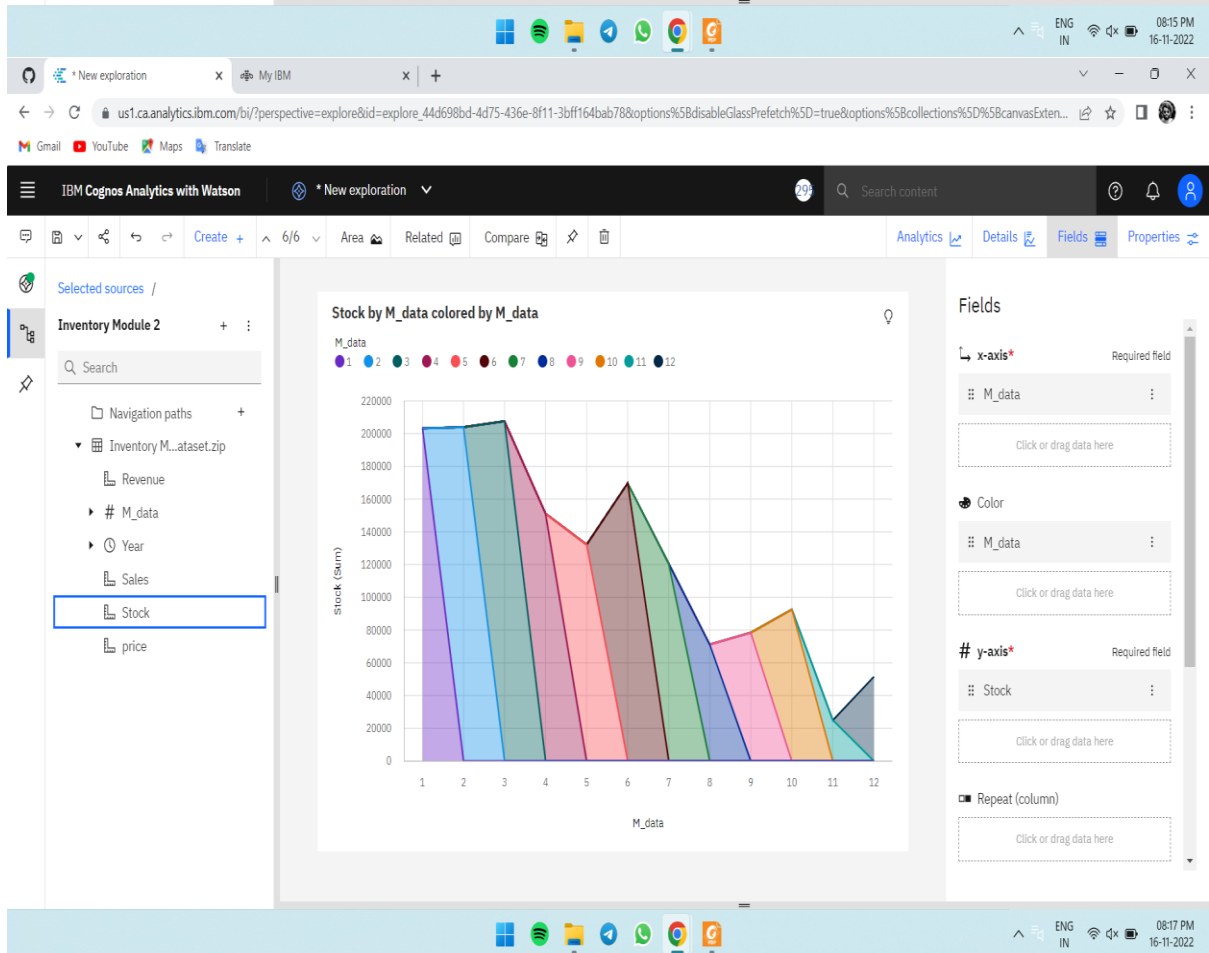 ENG
IN
08:15 PM
16-11-2022
* New exploration X My IBM X +
us1.ca.analytics.ibm.com/bi/?perspective=explore&id=explore_44d698bd-4d75-436e-8f11-3bff164bab78&options%5BdisableGlassPrefetch%5D=true&options%5Bcollections%5D%5BcanvasExten...
Gmail YouTube Maps Translate
IBM Cognos Analytics with Watson * New exploration Search content
Create + 6/6 Area Related Compare Analytics Details Fields Properties
Selected sources /
Inventory Module 2 +
Search
Navigation paths +
Inventory M...ataset.zip
Revenue
# M_data
Year
Sales
Stock
price
Stock by M_data colored by M_data
M_data
1 2 3 4 5 6 7 8 9 10 11 12
220000
200000
180000
160000
140000
120000
100000
80000
60000
40000
20000
0
Stock (Sum)
1 2 3 4 5 6 7 8 9 10 11 12
M_data
Fields
x-axis* Required field
M_data
Click or drag data here
Color
M_data
Click or drag data here
# y-axis* Required field
Stock
Click or drag data here
Repeat (column)
Click or drag data here
ENG
IN
08:17 PM
16-11-2022